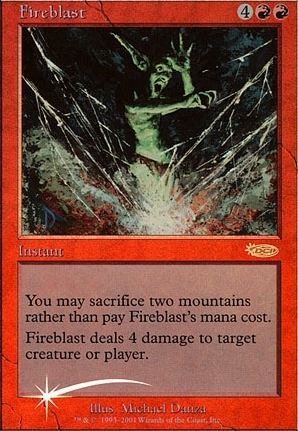 Fireblast 4
Instant
DCI
You may sacrifice two mountains
rather than pay Fireblast's mana cost.
Fireblast deals 4 damage to target
creature or player.
Illus. Michael Danza
™ & © 1993-2001 Wizards of the Coast, Inc.